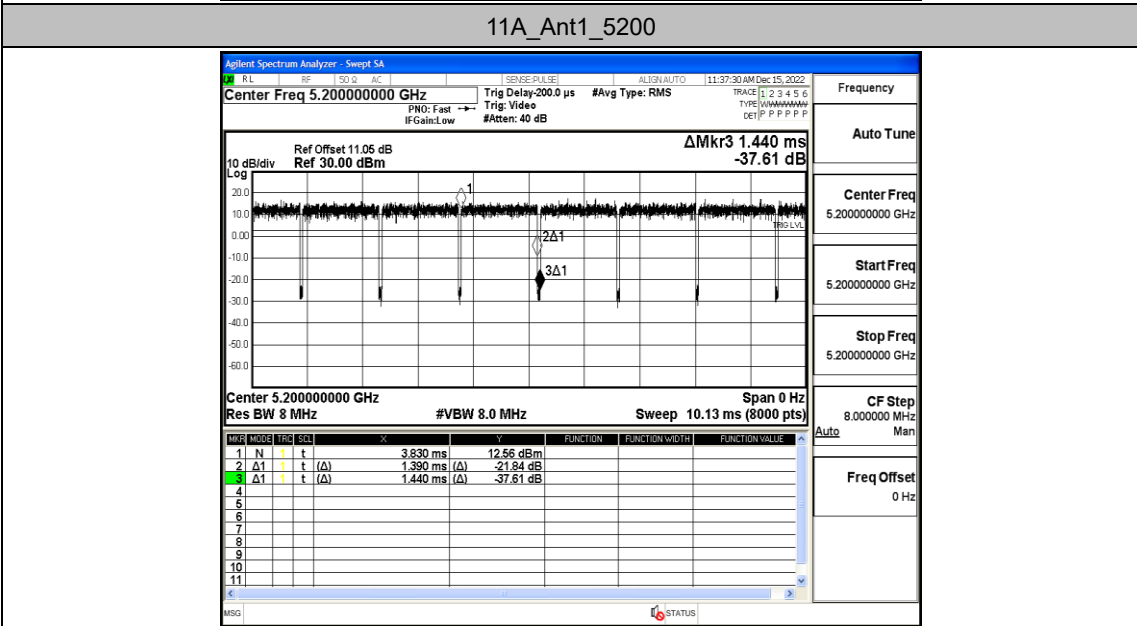 11A_Ant1_5200
Agilent Spectrum Analyzer - Swept SA
LXI RL RF 50 Ω AC SENSE:PULSE ALIGNAUTO 11:37:30 AM Dec 15, 2022
Center Freq 5.200000000 GHz Trig Delay-200.0 µs #Avg Type: RMS TRACE 1 2 3 4 5 6
PNO: Fast Trig: Video TYPE WWWWWW
IFGain:Low #Atten: 40 dB DET P P P P P P
ΔMkr3 1.440 ms
-37.61 dB
Ref Offset 11.05 dB
10 dB/div Ref 30.00 dBm
Log
20.0
10.0
0.00
-10.0
-20.0
-30.0
-40.0
-50.0
-60.0
1
TRIG LVL
2Δ1
3Δ1
Center 5.200000000 GHz Span 0 Hz
Res BW 8 MHz #VBW 8.0 MHz Sweep 10.13 ms (8000 pts)
MKR MODE TRC SCL X Y FUNCTION FUNCTION WIDTH FUNCTION VALUE
1 N 1 t 3.830 ms 12.56 dBm
2 Δ1 1 t (Δ) 1.390 ms (Δ) -21.84 dB
3 Δ1 1 t (Δ) 1.440 ms (Δ) -37.61 dB
4
5
6
7
8
9
10
11
MSG STATUS
Frequency
Auto Tune
Center Freq
5.200000000 GHz
Start Freq
5.200000000 GHz
Stop Freq
5.200000000 GHz
CF Step
8.000000 MHz
Auto Man
Freq Offset
0 Hz